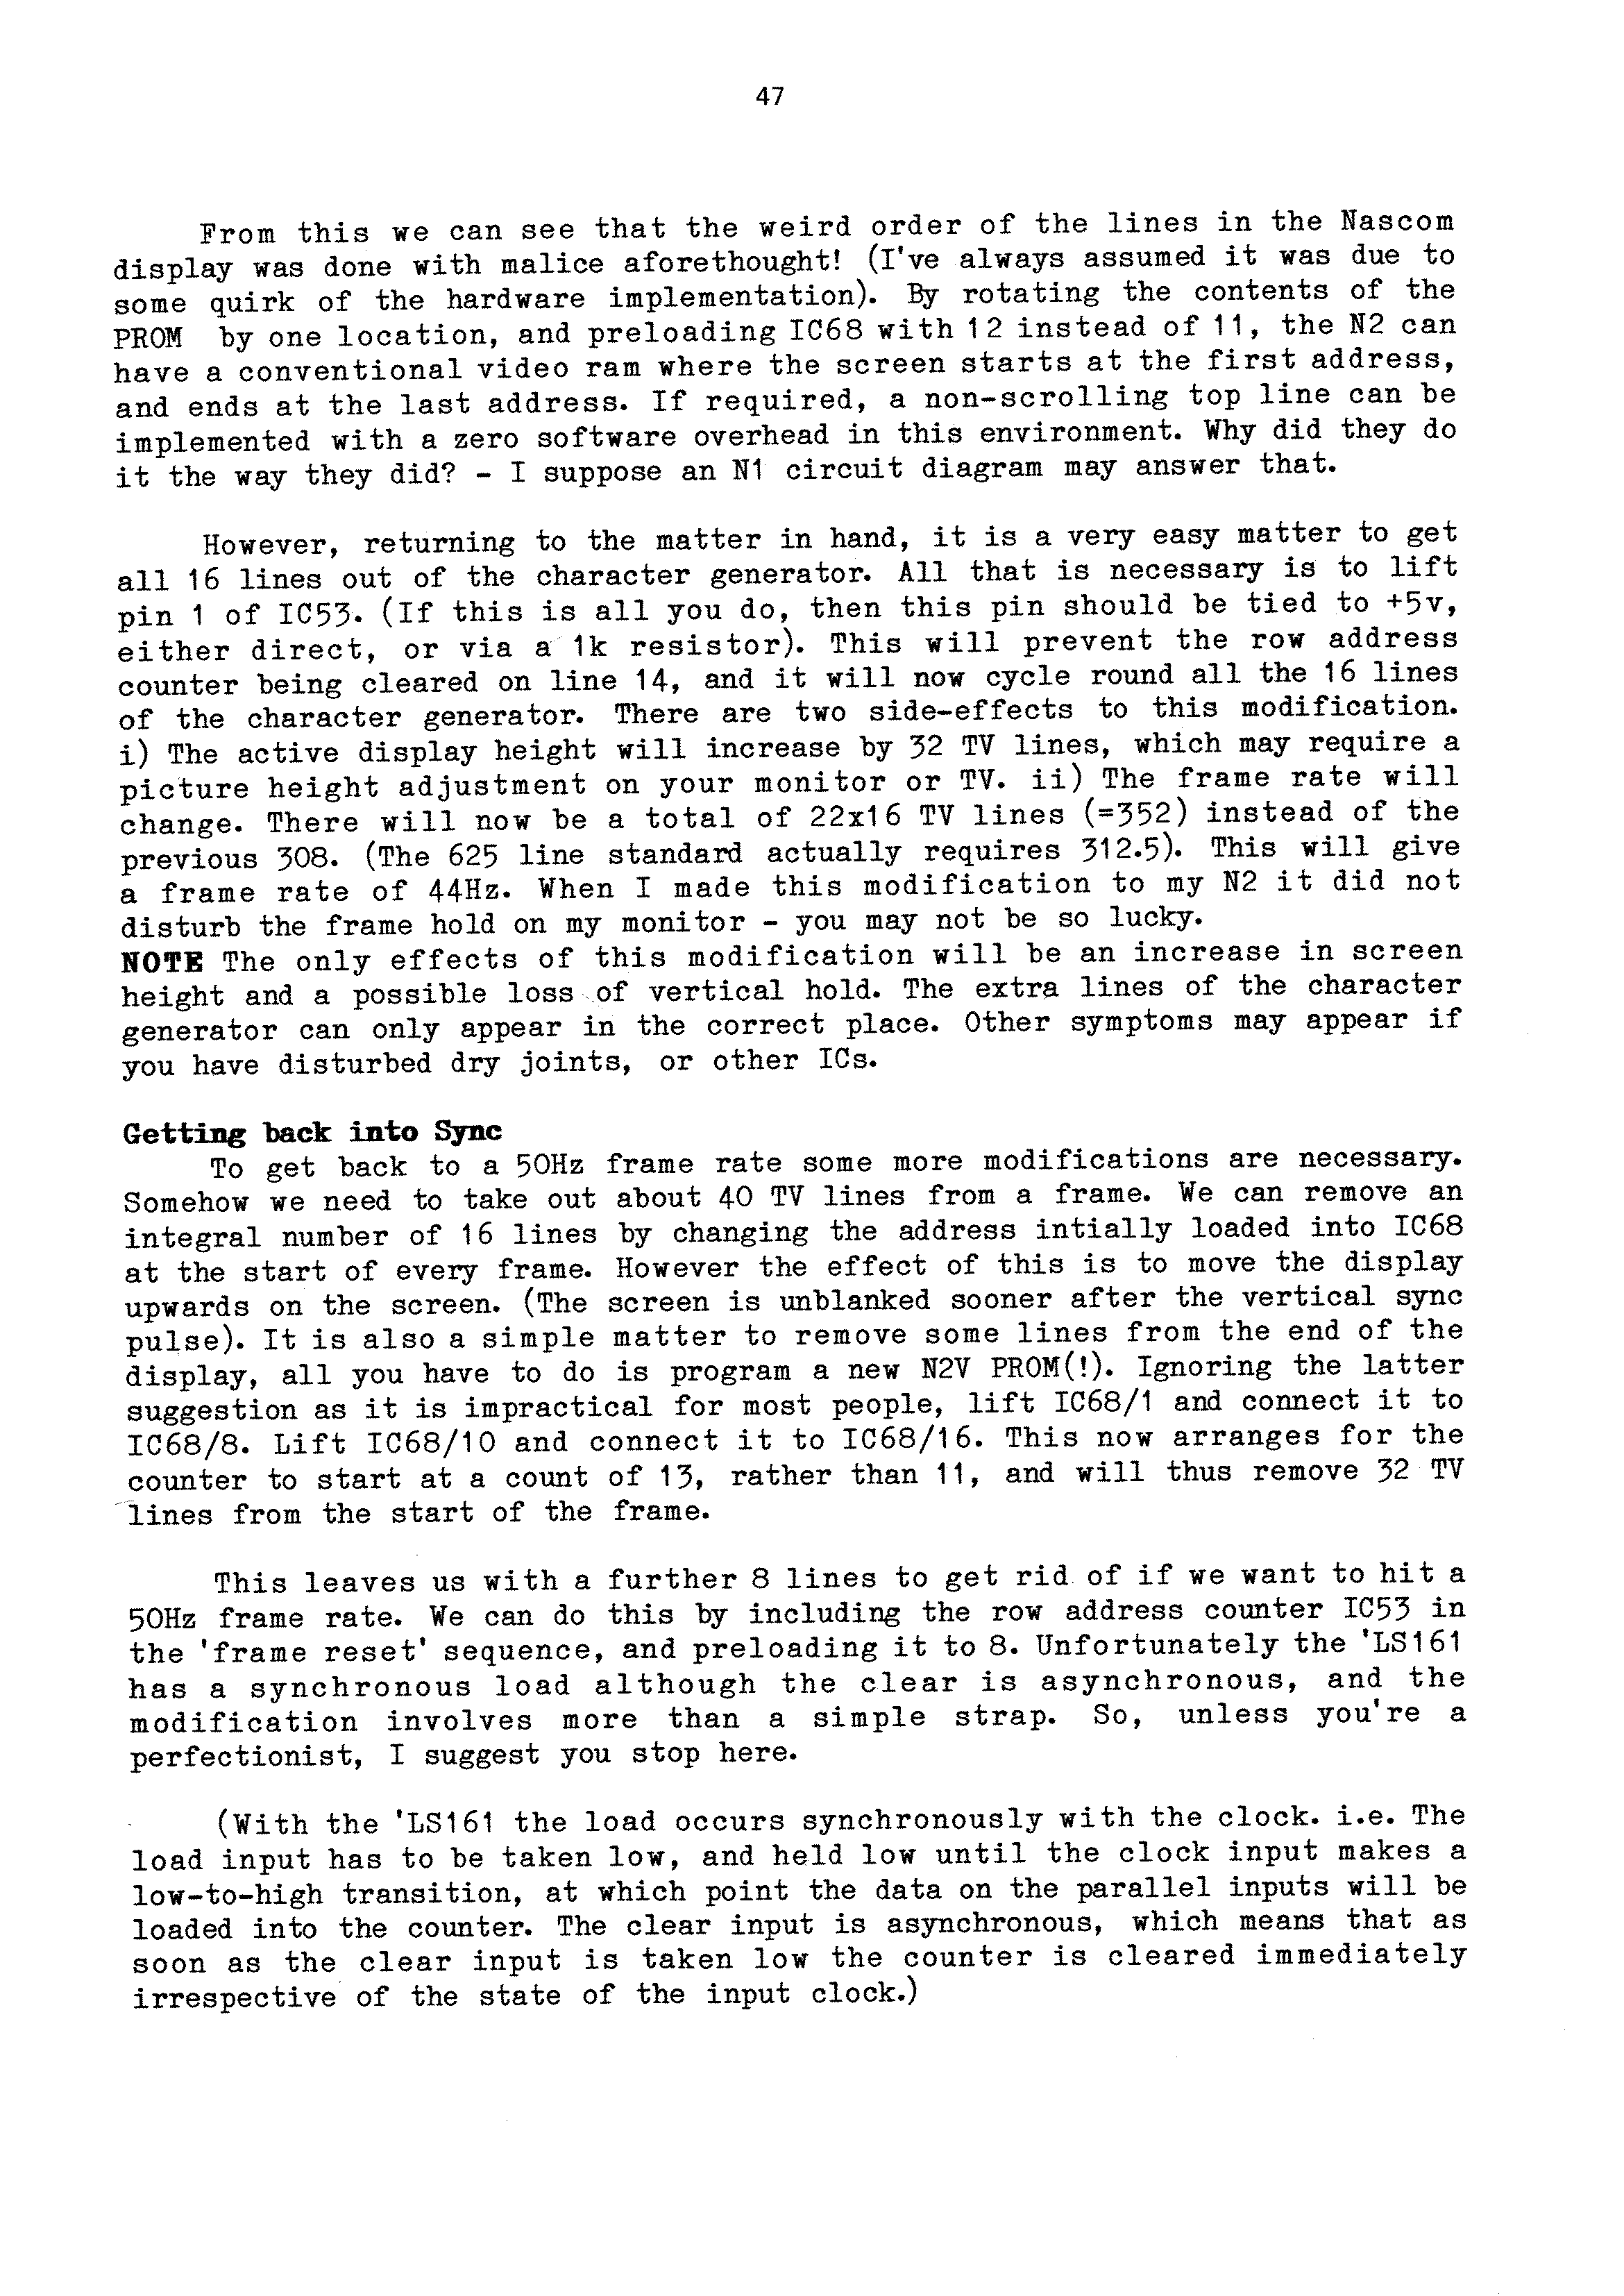 47
From this we can see that the weird order of the lines in the Nascom
display was done with malice aforethought! (I've always assumed it was due to
some quirk of the hardware implementation). By rotating the contents of the
PROM by one location, and preloading IC68 with 12 instead of 11, the N2 can
have a conventional video ram where the screen starts at the first address,
and ends at the last address. If required, a non-scrolling top line can be
implemented with a zero software overhead in this environment. Why did they do
it the way they did? - I suppose an N1 circuit diagram may answer that.
However, returning to the matter in hand, it is a very easy matter to get
all 16 lines out of the character generator. All that is necessary is to lift
pin 1 of IC53. (If this is all you do, then this pin should be tied to +5v,
either direct, or via a 1k resistor). This will prevent the row address
counter being cleared on line 14, and it will now cycle round all the 16 lines
of the character generator. There are two side-effects to this modification.
i) The active display height will increase by 32 TV lines, which may require a
picture height adjustment on your monitor or TV. ii) The frame rate will
change. There will now be a total of 22x16 TV lines (=352) instead of the
previous 308. (The 625 line standard actually requires 312.5). This will give
a frame rate of 44Hz. When I made this modification to my N2 it did not
disturb the frame hold on my monitor - you may not be so lucky.
NOTE The only effects of this modification will be an increase in screen
height and a possible loss of vertical hold. The extra lines of the character
generator can only appear in the correct place. Other symptoms may appear if
you have disturbed dry joints, or other ICs.
Getting back into Sync
To get back to a 50Hz frame rate some more modifications are necessary.
Somehow we need to take out about 40 TV lines from a frame. We can remove an
integral number of 16 lines by changing the address intially loaded into IC68
at the start of every frame. However the effect of this is to move the display
upwards on the screen. (The screen is unblanked sooner after the vertical sync
pulse). It is also a simple matter to remove some lines from the end of the
display, all you have to do is program a new N2V PROM(!). Ignoring the latter
suggestion as it is impractical for most people, lift IC68/1 and connect it to
IC68/8. Lift IC68/10 and connect it to IC68/16. This now arranges for the
counter to start at a count of 13, rather than 11, and will thus remove 32 TV
lines from the start of the frame.
This leaves us with a further 8 lines to get rid of if we want to hit a
50Hz frame rate. We can do this by including the row address counter IC53 in
the 'frame reset' sequence, and preloading it to 8. Unfortunately the 'LS161
has a synchronous load although the clear is asynchronous, and the
modification involves more than a simple strap. So, unless you're a
perfectionist, I suggest you stop here.
(With the 'LS161 the load occurs synchronously with the clock. i.e. The
load input has to be taken low, and held low until the clock input makes a
low-to-high transition, at which point the data on the parallel inputs will be
loaded into the counter. The clear input is asynchronous, which means that as
soon as the clear input is taken low the counter is cleared immediately
irrespective of the state of the input clock.)